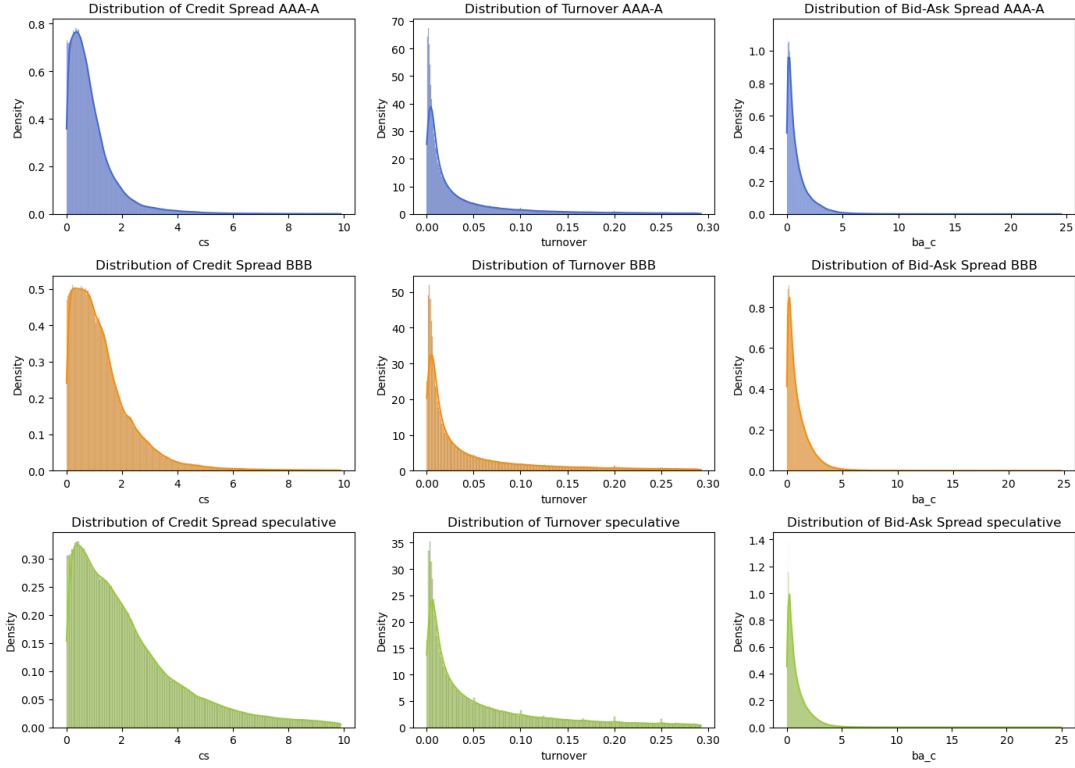 Distribution of Credit Spread AAA-A
Density
0.8
0.6
0.4
0.2
0.0
0 2 4 6 8 10
cs
Distribution of Turnover AAA-A
Density
70
60
50
40
30
20
10
0
0.00 0.05 0.10 0.15 0.20 0.25 0.30
turnover
Distribution of Bid-Ask Spread AAA-A
Density
1.0
0.8
0.6
0.4
0.2
0.0
0 5 10 15 20 25
ba_c
Distribution of Credit Spread BBB
Density
0.5
0.4
0.3
0.2
0.1
0.0
0 2 4 6 8 10
cs
Distribution of Turnover BBB
Density
50
40
30
20
10
0
0.00 0.05 0.10 0.15 0.20 0.25 0.30
turnover
Distribution of Bid-Ask Spread BBB
Density
0.8
0.6
0.4
0.2
0.0
0 5 10 15 20 25
ba_c
Distribution of Credit Spread speculative
Density
0.30
0.25
0.20
0.15
0.10
0.05
0.00
0 2 4 6 8 10
cs
Distribution of Turnover speculative
Density
35
30
25
20
15
10
5
0
0.00 0.05 0.10 0.15 0.20 0.25 0.30
turnover
Distribution of Bid-Ask Spread speculative
Density
1.4
1.2
1.0
0.8
0.6
0.4
0.2
0.0
0 5 10 15 20 25
ba_c